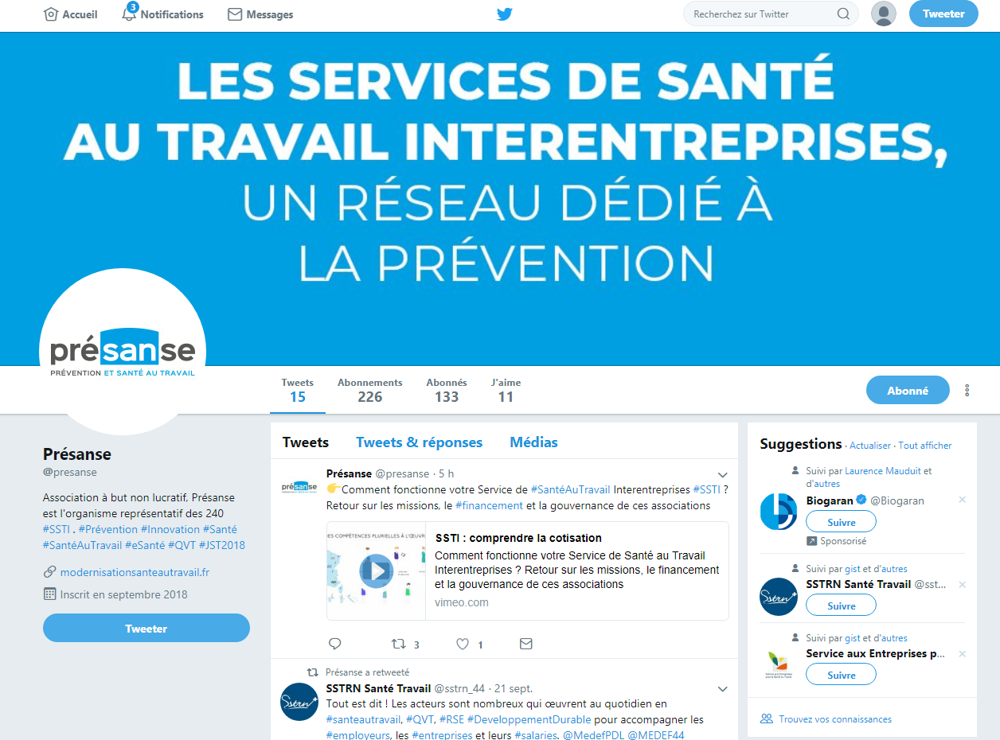 Accueil
3
Notifications
Messages
Recherchez sur Twitter
Tweeter
LES SERVICES DE SANTÉ
AU TRAVAIL INTERENTREPRISES,
UN RÉSEAU DÉDIÉ À
LA PRÉVENTION
présanse
PRÉVENTION ET SANTÉ AU TRAVAIL
Tweets
15
Abonnements
226
Abonnés
133
J'aime
11
Abonné
Présanse
@presanse
Association à but non lucratif, Présanse
est l'organisme représentatif des 240
#SSTI . #Prévention #Innovation #Santé
#SantéAuTravail #eSanté #QVT #JST2018
modernisationsanteautravail.fr
Inscrit en septembre 2018
Tweeter
Tweets
Tweets & réponses
Médias
présanse
Présanse @presanse · 5 h
👉Comment fonctionne votre Service de #SantéAuTravail Interentreprises #SSTI ?
Retour sur les missions, le #financement et la gouvernance de ces associations
ES COMPÉTENCES PLURIELLES À L'ŒUVR
SSTI : comprendre la cotisation
Comment fonctionne votre Service de Santé au Travail
Interentreprises ? Retour sur les missions, le financement
et la gouvernance de ces associations
vimeo.com
3
1
Présanse a retweeté
Sstrn
SSTRN Santé Travail @sstrn_44 · 21 sept.
Tout est dit ! Les acteurs sont nombreux qui œuvrent au quotidien en
#santeautravail, #QVT, #RSE #DeveloppementDurable pour accompagner les
#employeurs, les #entreprises et leurs #salaries. @MedefPDL @MEDEF44
Suggestions · Actualiser · Tout afficher
Suivi par Laurence Mauduit et
d'autres
Biogaran @Biogaran
Suivre
Sponsorisé
Suivi par gist et d'autres
Sstrn
SSTRN Santé Travail @sst...
Suivre
Suivi par gist et d'autres
Service aux Entreprises p...
Suivre
Trouvez vos connaissances